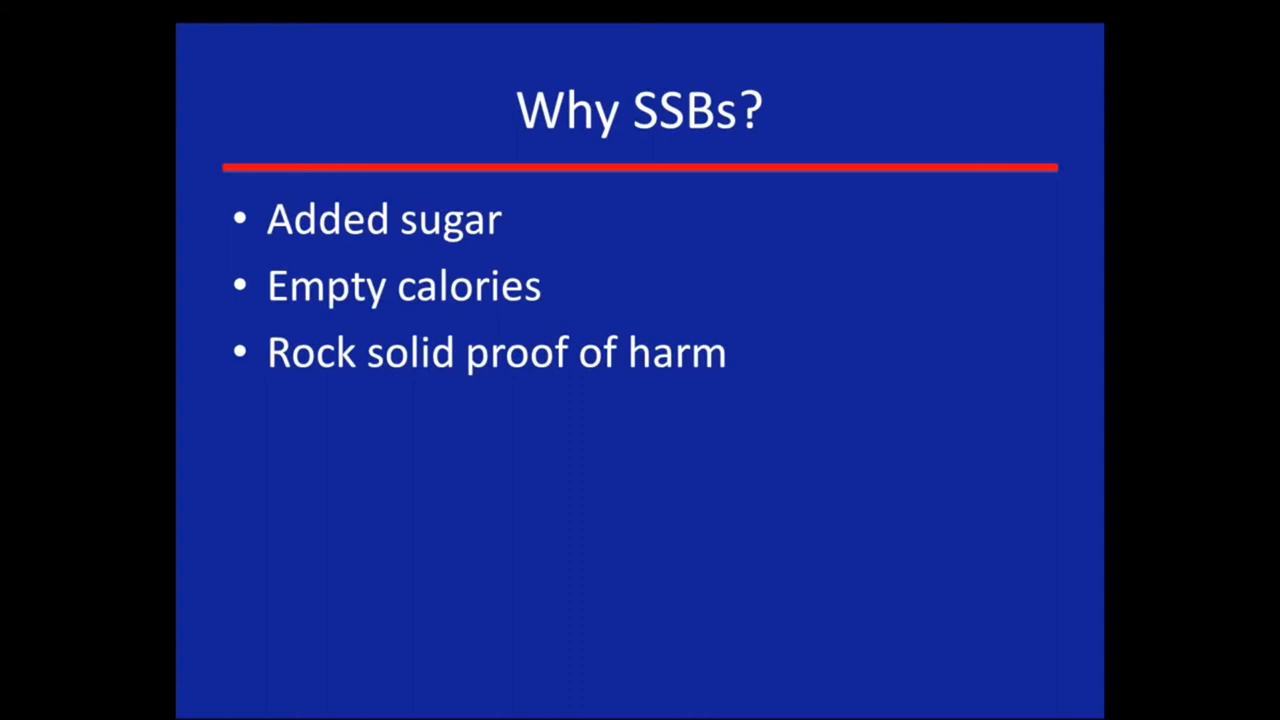 Why SSBs?
• Added sugar
• Empty calories
• Rock solid proof of harm